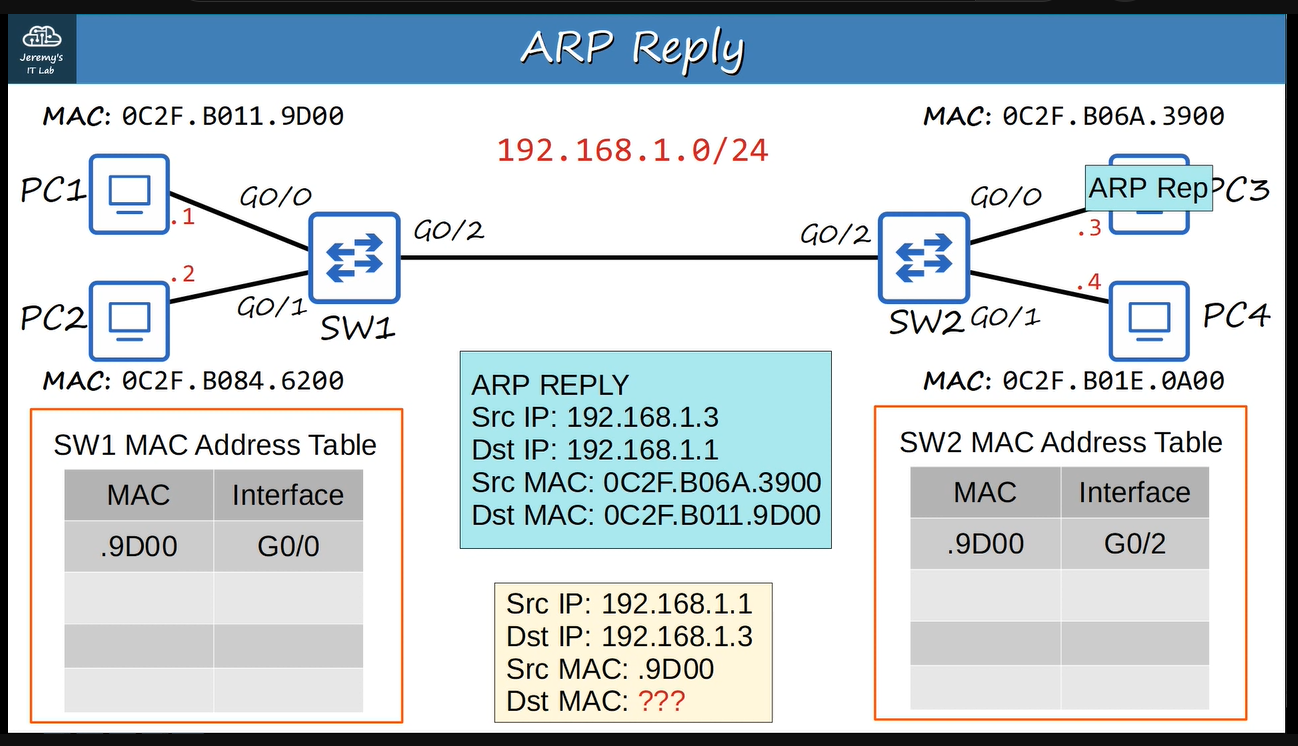 Jeremy's
IT Lab
ARP Reply
MAC: 0C2F.B011.9D00
MAC: 0C2F.B06A.3900
192.168.1.0/24
PC1
G0/0
.1
G0/2
G0/2
G0/0
ARP Rep
PC3
.3
.2
.4
PC2
G0/1
SW1
SW2
G0/1
PC4
MAC: 0C2F.B084.6200
MAC: 0C2F.B01E.0A00
ARP REPLY
Src IP: 192.168.1.3
Dst IP: 192.168.1.1
Src MAC: 0C2F.B06A.3900
Dst MAC: 0C2F.B011.9D00
SW1 MAC Address Table
MAC Interface
.9D00 G0/0
SW2 MAC Address Table
MAC Interface
.9D00 G0/2
Src IP: 192.168.1.1
Dst IP: 192.168.1.3
Src MAC: .9D00
Dst MAC: ???